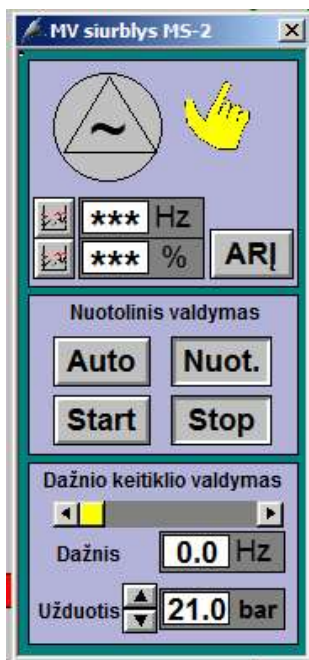 MV siurblys MS-2
~
*** Hz
*** %
ARĮ
Nuotolinis valdymas
Auto Nuot.
Start Stop
Dažnio keitiklio valdymas
Dažnis 0.0 Hz
Užduotis 21.0 bar